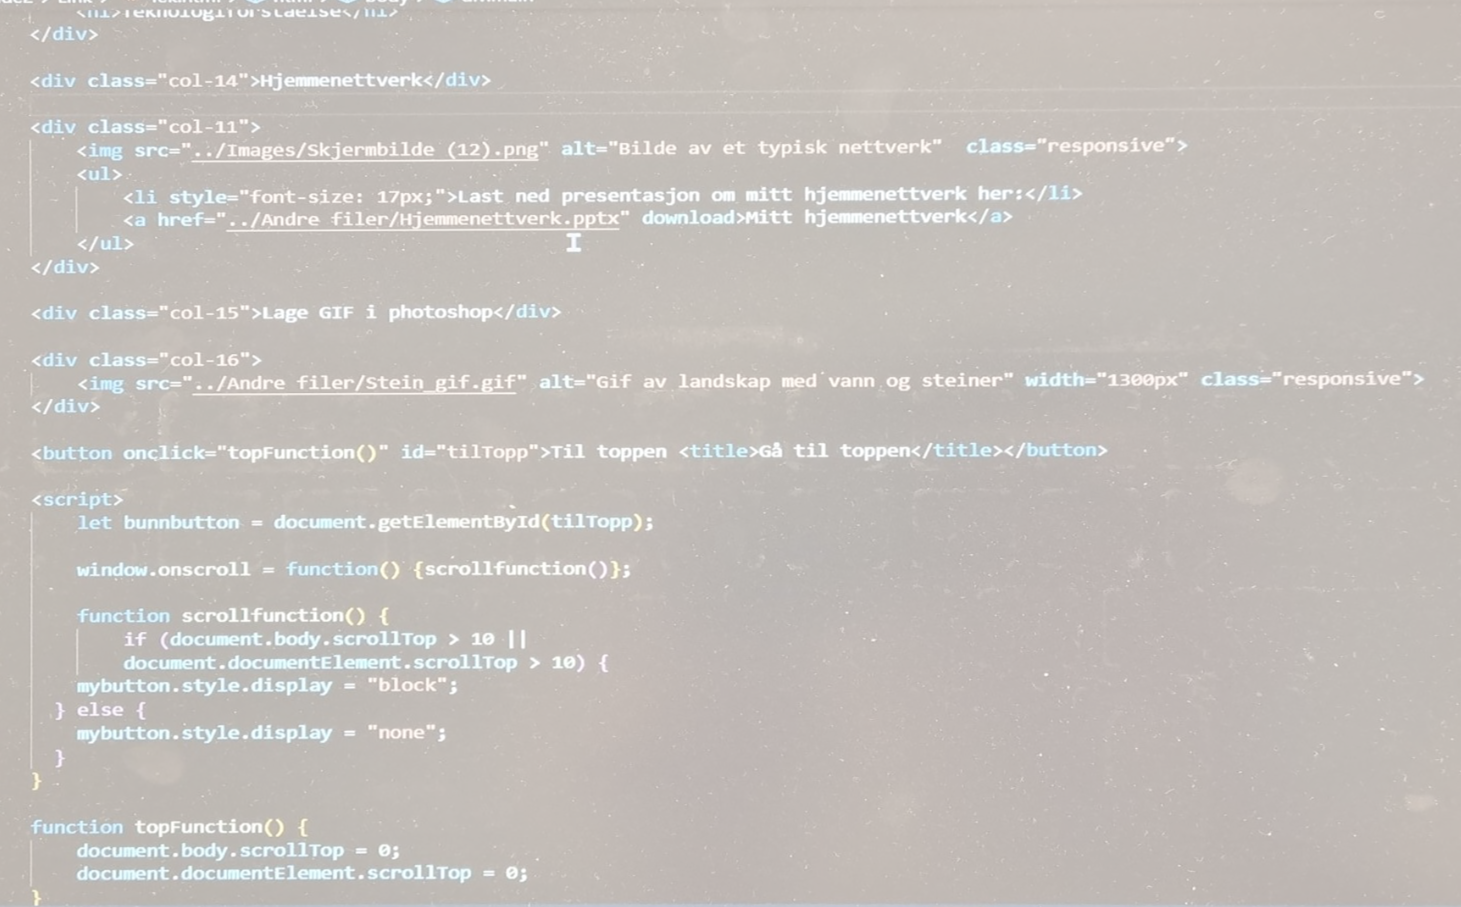 <h1>Teknologiforståelse</h1>
</div>
<div class="col-14">Hjemmenettverk</div>
<div class="col-11">
<img src="../Images/Skjermbilde (12).png" alt="Bilde av et typisk nettverk" class="responsive">
<ul>
<li style="font-size: 17px;">Last ned presentasjon om mitt hjemmenettverk her:</li>
<a href="../Andre filer/Hjemmenettverk.pptx" download>Mitt hjemmenettverk</a>
</ul>
</div>
<div class="col-15">Lage GIF i photoshop</div>
<div class="col-16">
<img src="../Andre filer/Stein_gif.gif" alt="Gif av landskap med vann og steiner" width="1300px" class="responsive">
</div>
<button onclick="topFunction()" id="tilTopp">Til toppen <title>Gå til toppen</title></button>
<script>
let bunnbutton = document.getElementById(tilTopp);
window.onscroll = function() {scrollfunction()};
function scrollfunction() {
if (document.body.scrollTop > 10 ||
document.documentElement.scrollTop > 10) {
mybutton.style.display = "block";
} else {
mybutton.style.display = "none";
}
}
function topFunction() {
document.body.scrollTop = 0;
document.documentElement.scrollTop = 0;
}